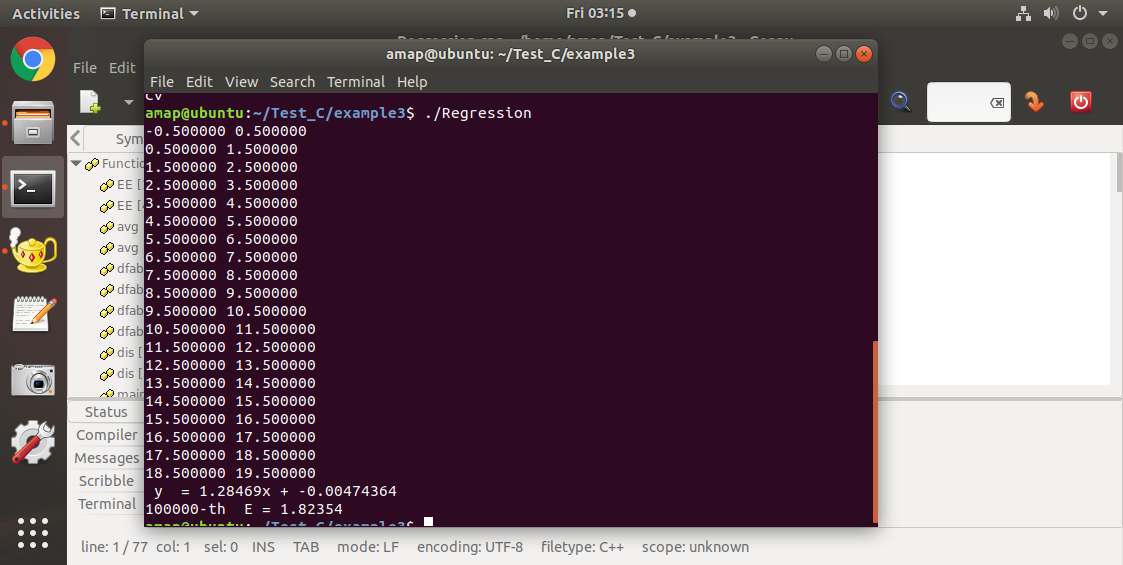 Activities
Terminal
Fri 03:15
amap@ubuntu: ~/Test_C/example3
File Edit
File Edit View Search Terminal Help
amap@ubuntu:~/Test_C/example3$ ./Regression
-0.500000 0.500000
0.500000 1.500000
1.500000 2.500000
2.500000 3.500000
3.500000 4.500000
4.500000 5.500000
5.500000 6.500000
6.500000 7.500000
7.500000 8.500000
8.500000 9.500000
9.500000 10.500000
10.500000 11.500000
11.500000 12.500000
12.500000 13.500000
13.500000 14.500000
14.500000 15.500000
15.500000 16.500000
16.500000 17.500000
17.500000 18.500000
18.500000 19.500000
y = 1.28469x + -0.00474364
100000-th E = 1.82354
amap@ubuntu:~/Test_C/example3$
Sym
Functio
EE [
EE [
avg
avg
dfab
dfab
dfab
dfab
dis [
dis [
main
Status
Compiler
Messages
Scribble
Terminal
line: 1 / 77 col: 1 sel: 0 INS TAB mode: LF encoding: UTF-8 filetype: C++ scope: unknown